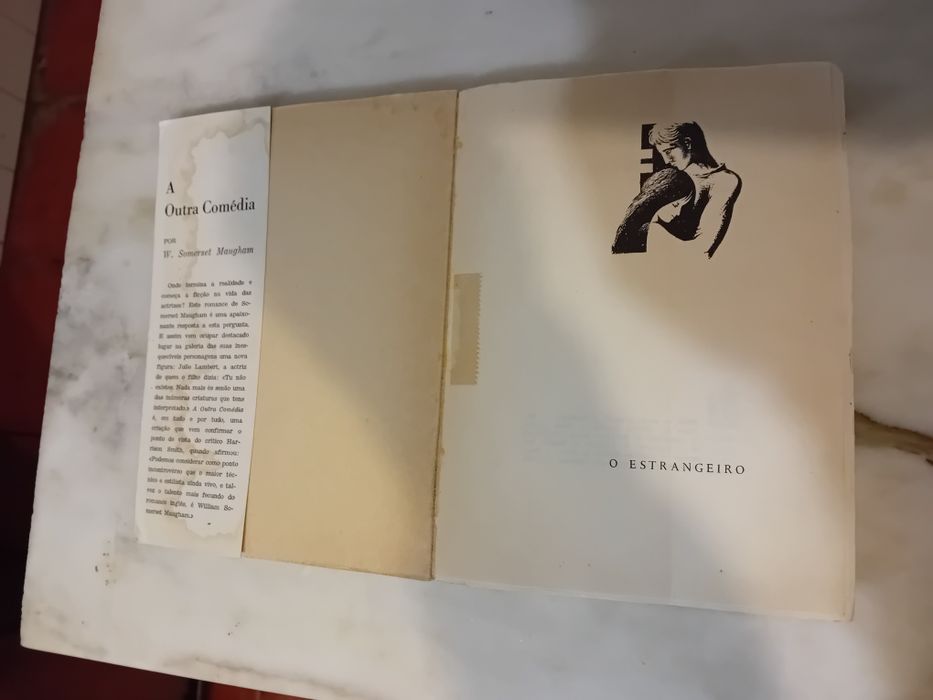 A
Outra Comédia
POR
W. Somerset Maugham
Onde termina a realidade e
começa a ficção na vida das
actrizes? Este romance de So-
merset Maugham é uma apaixo-
nante resposta a esta pergunta.
E assim vem ocupar destacado
lugar na galeria das suas ines-
quecíveis personagens uma nova
figura: Julia Lambert, a actriz
de quem o filho dizia: «Tu não
existes. Nada mais és senão uma
das inúmeras criaturas que tens
interpretado.» A Outra Comédia
é, em tudo e por tudo, uma
criação que vem confirmar o
ponto de vista do crítico Har-
rison Smith, quando afirmou:
«Podemos considerar como ponto
incontroverso que o maior téc-
nico e estilista ainda vivo, e tal-
vez o talento mais fecundo do
romance inglês, é William So-
merset Maugham.»
O ESTRANGEIRO